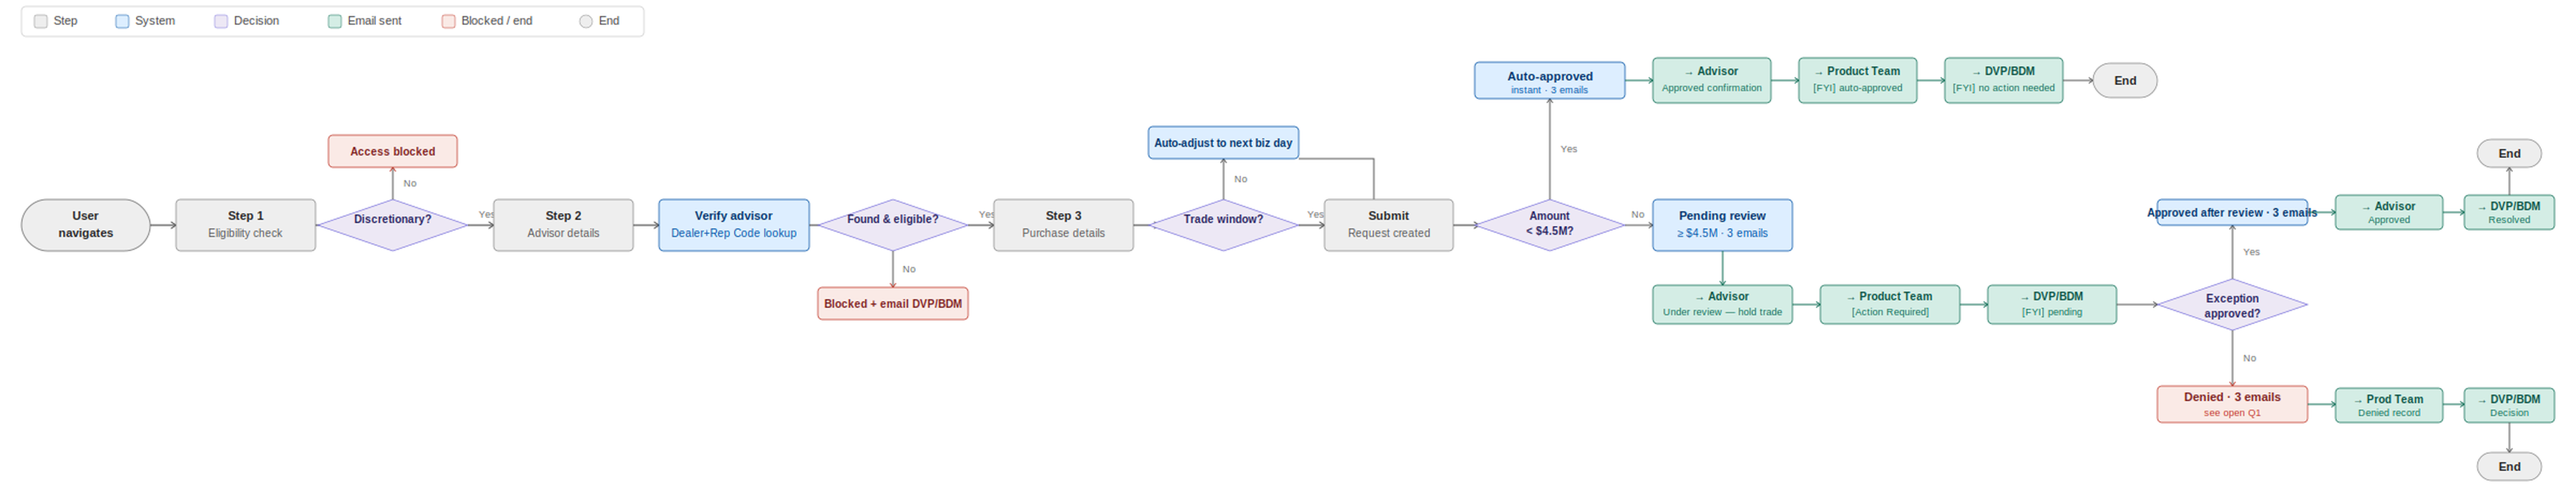 Step
System
Decision
Email sent
Blocked / end
End
Auto-approved
instant · 3 emails
→ Advisor
Approved confirmation
→ Product Team
[FYI] auto-approved
→ DVP/BDM
[FYI] no action needed
End
Access blocked
No
Auto-adjust to next biz day
No
Yes
End
User
navigates
Step 1
Eligibility check
Discretionary?
Yes
Step 2
Advisor details
Verify advisor
Dealer+Rep Code lookup
Found & eligible?
Yes
Step 3
Purchase details
Trade window?
Yes
Submit
Request created
Amount
< $4.5M?
No
Pending review
≥ $4.5M · 3 emails
Approved after review · 3 emails
→ Advisor
Approved
→ DVP/BDM
Resolved
No
Blocked + email DVP/BDM
Yes
→ Advisor
Under review — hold trade
→ Product Team
[Action Required]
→ DVP/BDM
[FYI] pending
Exception
approved?
No
Denied · 3 emails
see open Q1
→ Prod Team
Denied record
→ DVP/BDM
Decision
End